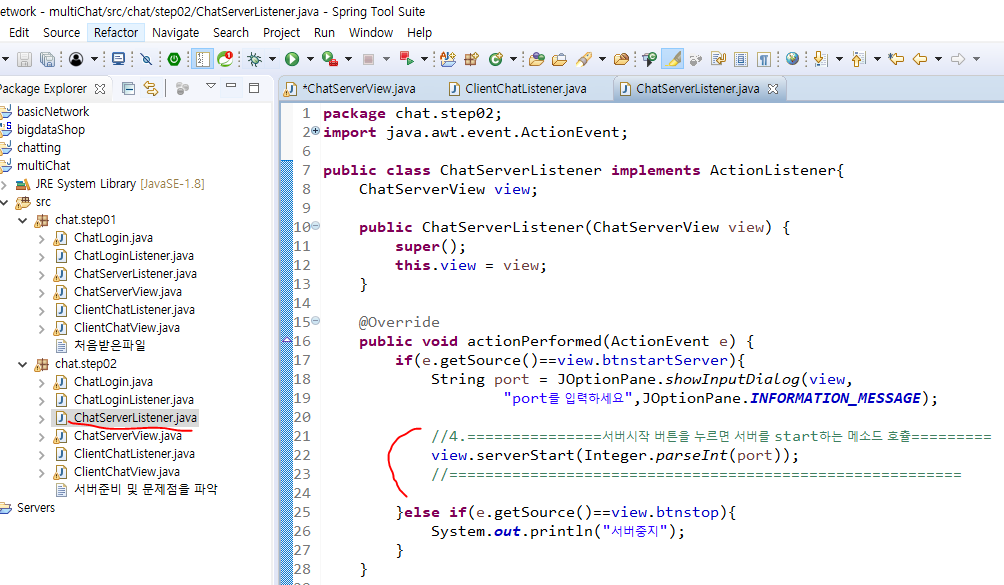 etwork - multiChat/src/chat/step02/ChatServerListener.java - Spring Tool Suite
Edit Source Refactor Navigate Search Project Run Window Help
Package Explorer
*ChatServerView.java ClientChatListener.java ChatServerListener.java
basicNetwork
bigdataShop
chatting
multiChat
JRE System Library [JavaSE-1.8]
src
chat.step01
ChatLogin.java
ChatLoginListener.java
ChatServerListener.java
ChatServerView.java
ClientChatListener.java
ClientChatView.java
처음받은파일
chat.step02
ChatLogin.java
ChatLoginListener.java
ChatServerListener.java
ChatServerView.java
ClientChatListener.java
ClientChatView.java
서버준비 및 문제점을 파악
Servers
1 package chat.step02;
2 import java.awt.event.ActionEvent;
6
7 public class ChatServerListener implements ActionListener{
8 ChatServerView view;
9
10 public ChatServerListener(ChatServerView view) {
11 super();
12 this.view = view;
13 }
14
15 @Override
16 public void actionPerformed(ActionEvent e) {
17 if(e.getSource()==view.btnstartServer){
18 String port = JOptionPane.showInputDialog(view,
19 "port를 입력하세요",JOptionPane.INFORMATION_MESSAGE);
20
21 //4.===============서버시작 버튼을 누르면 서버를 start하는 메소드 호출=========
22 view.serverStart(Integer.parseInt(port));
23 //=========================================================
24
25 }else if(e.getSource()==view.btnstop){
26 System.out.println("서버중지");
27 }
28 }